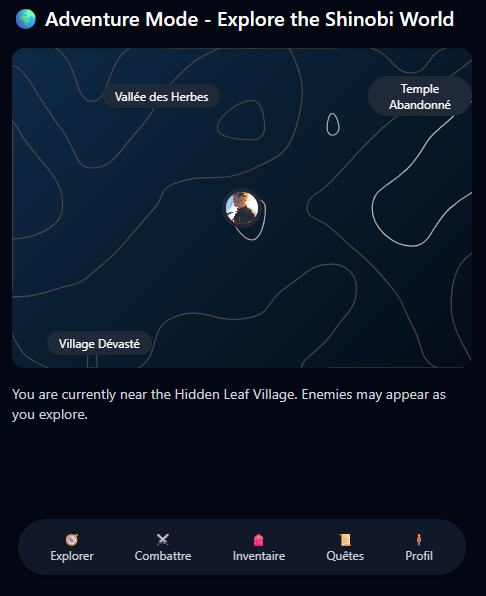 🌍 Adventure Mode - Explore the Shinobi World
Vallée des Herbes
Temple
Abandonné
Village Dévasté
You are currently near the Hidden Leaf Village. Enemies may appear as
you explore.
Explorer
Combattre
Inventaire
Quêtes
Profil